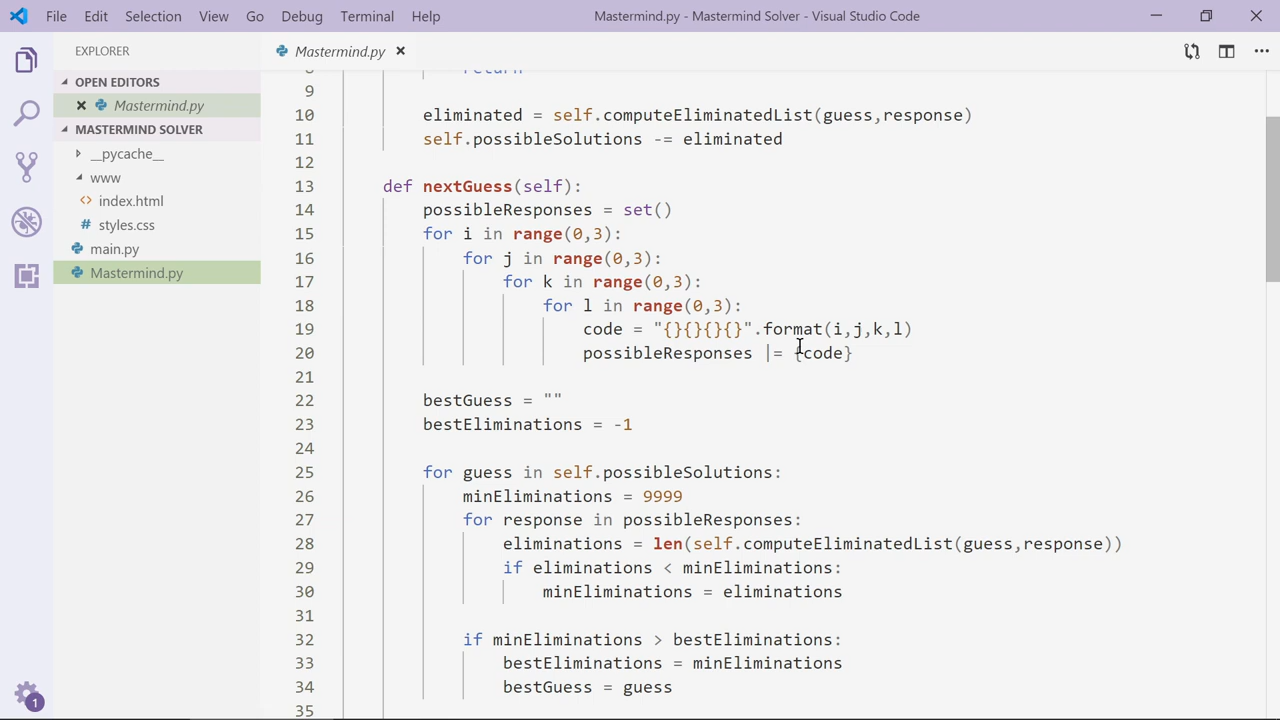 File Edit Selection View Go Debug Terminal Help Mastermind.py - Mastermind Solver - Visual Studio Code
EXPLORER
OPEN EDITORS
Mastermind.py
MASTERMIND SOLVER
__pycache__
www
index.html
styles.css
main.py
Mastermind.py
1
Mastermind.py
8 return
9
10 eliminated = self.computeEliminatedList(guess,response)
11 self.possibleSolutions -= eliminated
12
13 def nextGuess(self):
14 possibleResponses = set()
15 for i in range(0,3):
16 for j in range(0,3):
17 for k in range(0,3):
18 for l in range(0,3):
19 code = "{}{}{}{}".format(i,j,k,l)
20 possibleResponses |= {code}
21
22 bestGuess = ""
23 bestEliminations = -1
24
25 for guess in self.possibleSolutions:
26 minEliminations = 9999
27 for response in possibleResponses:
28 eliminations = len(self.computeEliminatedList(guess,response))
29 if eliminations < minEliminations:
30 minEliminations = eliminations
31
32 if minEliminations > bestEliminations:
33 bestEliminations = minEliminations
34 bestGuess = guess
35